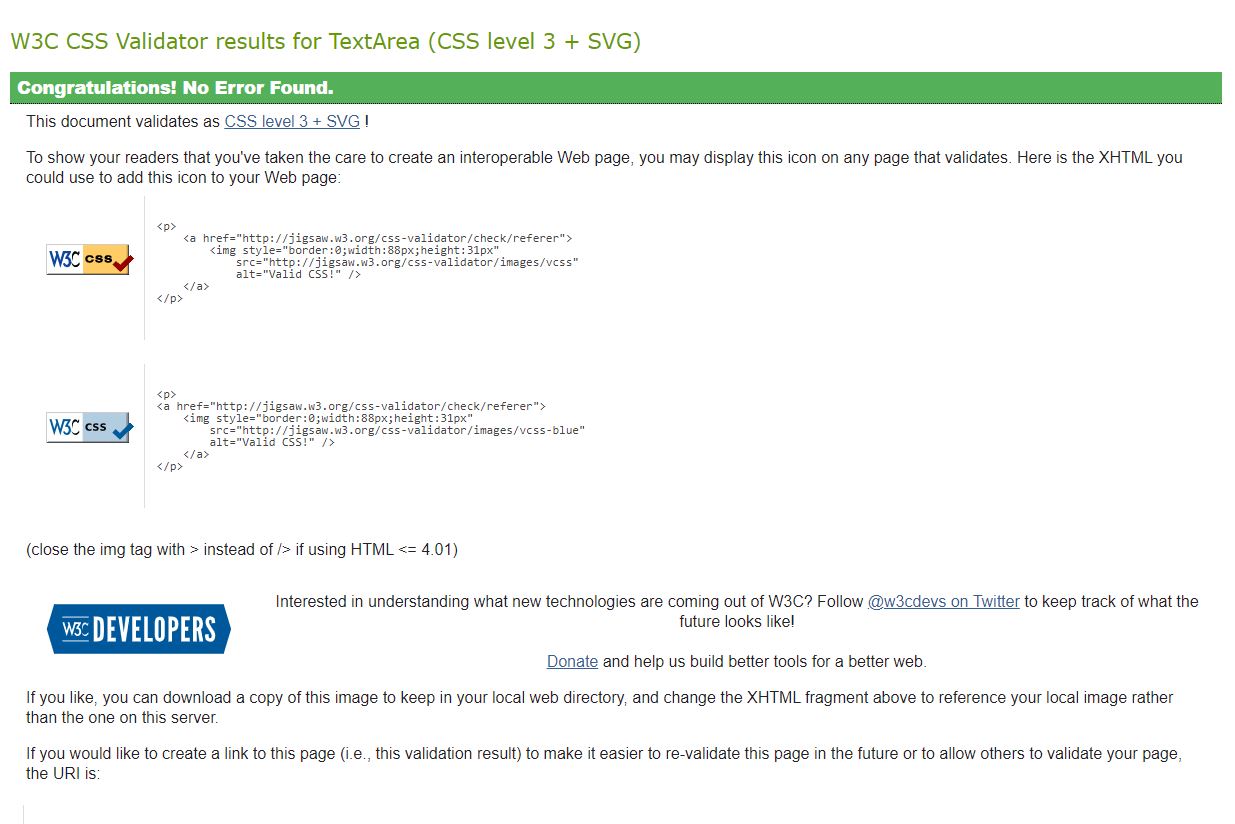 W3C CSS Validator results for TextArea (CSS level 3 + SVG)
Congratulations! No Error Found.
This document validates as CSS level 3 + SVG !
To show your readers that you've taken the care to create an interoperable Web page, you may display this icon on any page that validates. Here is the XHTML you
could use to add this icon to your Web page:
W3C css
<p>
<a href="http://jigsaw.w3.org/css-validator/check/referer">
<img style="border:0;width:88px;height:31px"
src="http://jigsaw.w3.org/css-validator/images/vcss"
alt="Valid CSS!" />
</a>
</p>
W3C css
<p>
<a href="http://jigsaw.w3.org/css-validator/check/referer">
<img style="border:0;width:88px;height:31px"
src="http://jigsaw.w3.org/css-validator/images/vcss-blue"
alt="Valid CSS!" />
</a>
</p>
(close the img tag with > instead of /> if using HTML <= 4.01)
W3C DEVELOPERS
Interested in understanding what new technologies are coming out of W3C? Follow @w3cdevs on Twitter to keep track of what the
future looks like!
Donate and help us build better tools for a better web.
If you like, you can download a copy of this image to keep in your local web directory, and change the XHTML fragment above to reference your local image rather
than the one on this server.
If you would like to create a link to this page (i.e., this validation result) to make it easier to re-validate this page in the future or to allow others to validate your page,
the URI is: